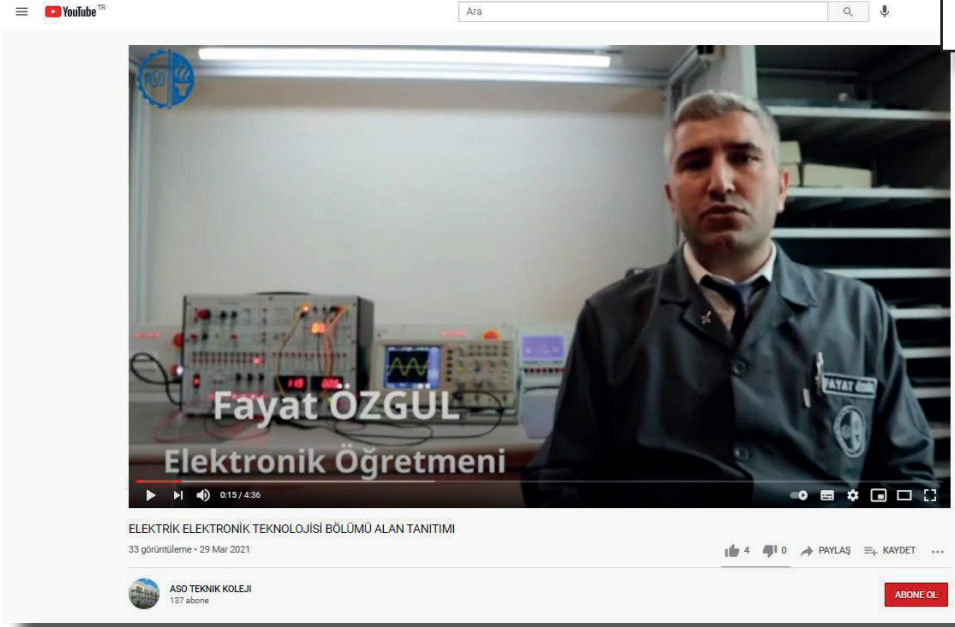 YouTube TR
Ara
ASO
Fayat ÖZGÜL
Elektronik Öğretmeni
FAYAT
0:15 / 4:36
ELEKTRİK ELEKTRONİK TEKNOLOJİSİ BÖLÜMÜ ALAN TANITIMI
33 görüntüleme • 29 Mar 2021
4 0 PAYLAŞ KAYDET ...
ASO TEKNIK KOLEJI
137 abone
ABONE OL